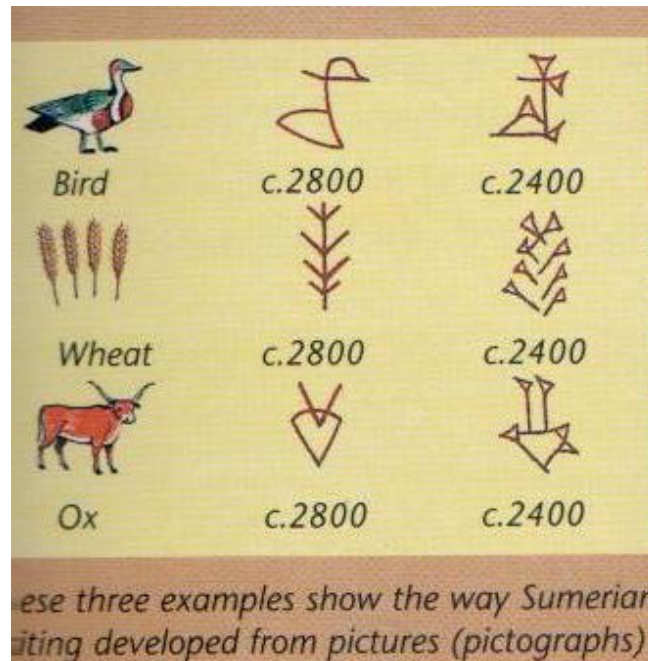 Bird c.2800 c.2400
Wheat c.2800 c.2400
Ox c.2800 c.2400
ese three examples show the way Sumerian
iting developed from pictures (pictographs)